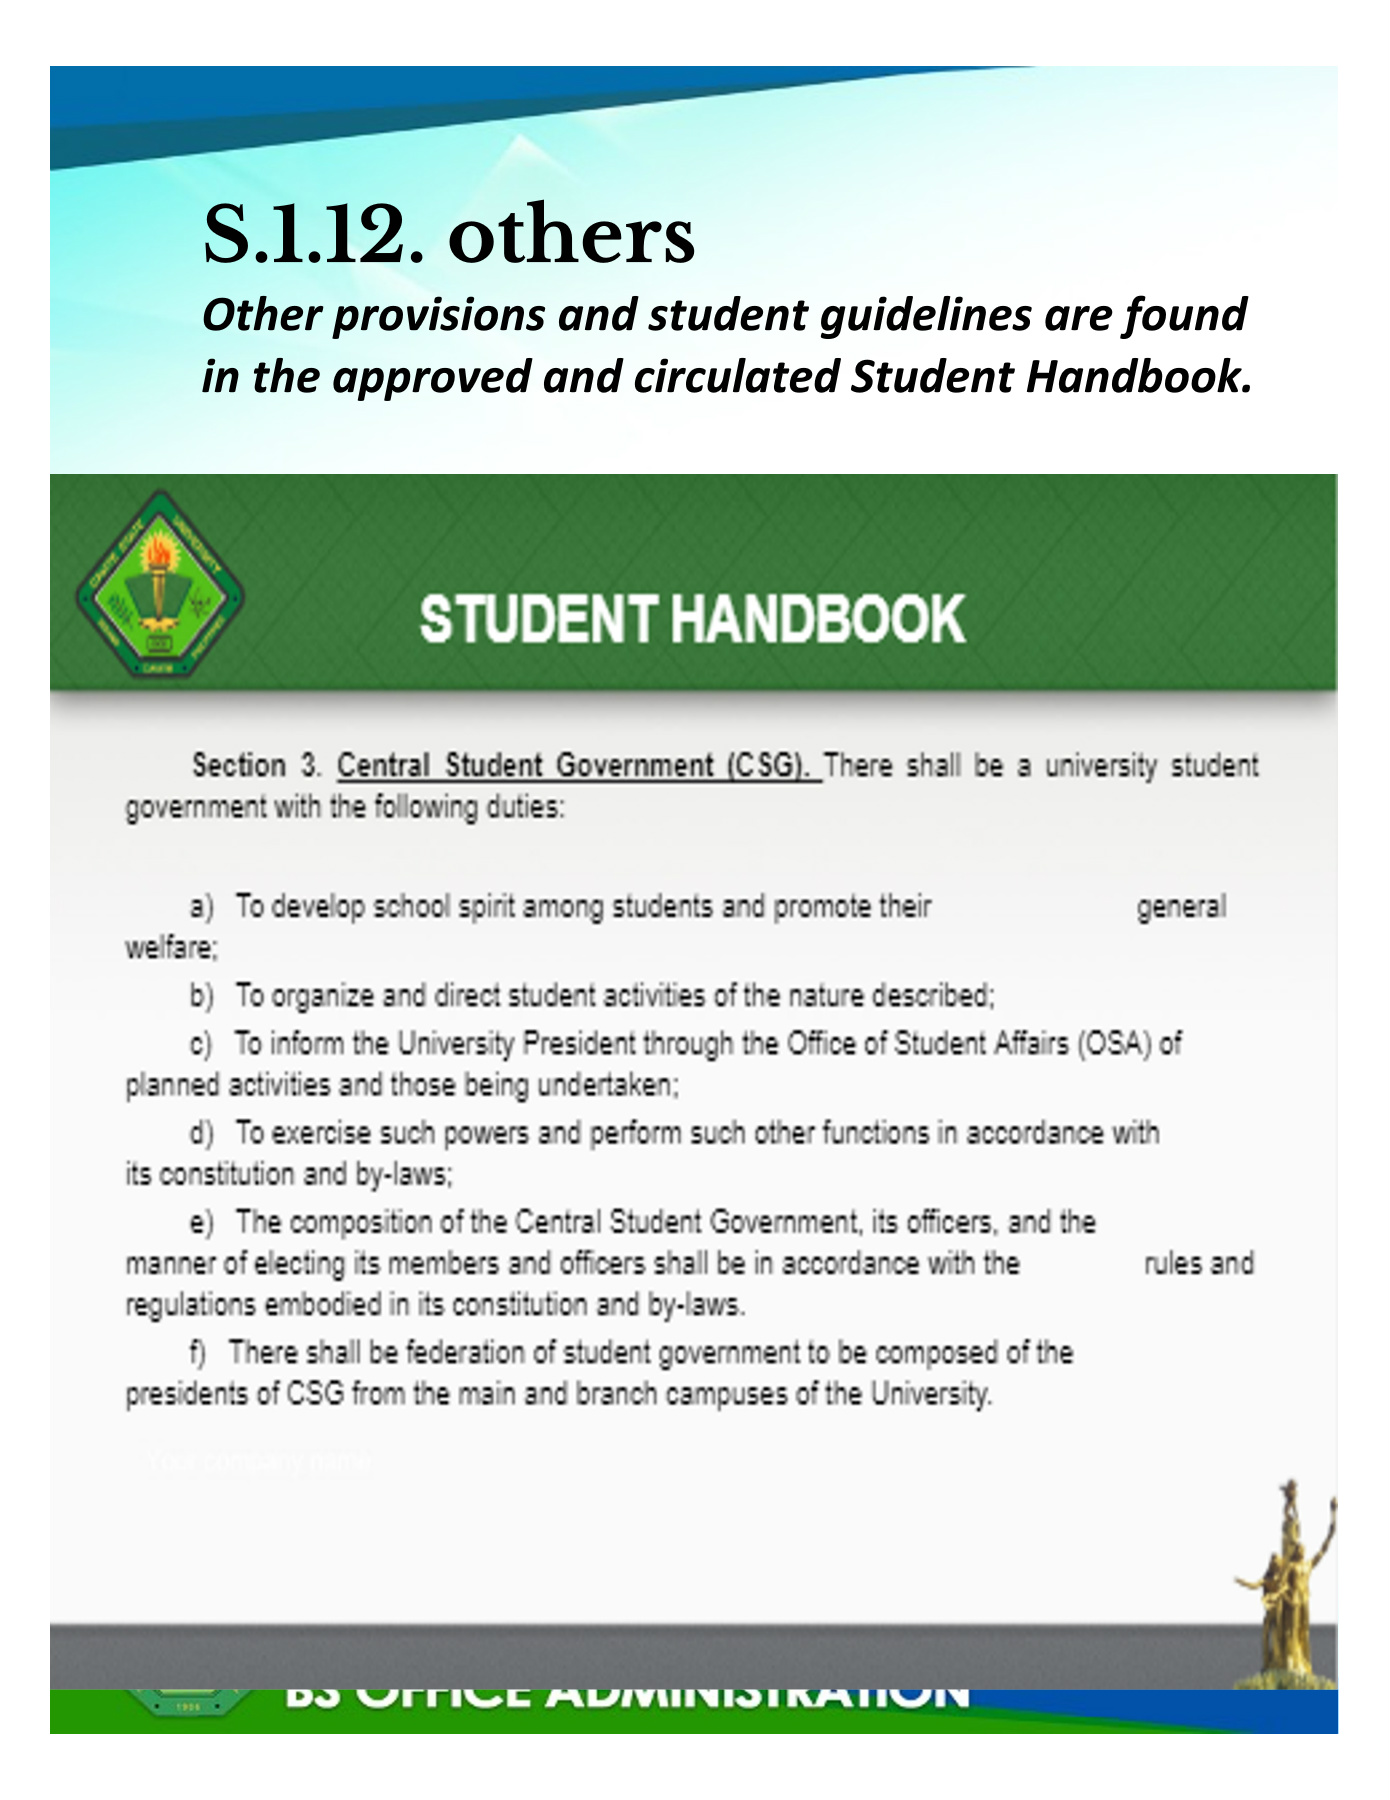 S.1.12. others
Other provisions and student guidelines are found
in the approved and circulated Student Handbook.
CAVITE STATE UNIVERSITY
STUDENT HANDBOOK
Section 3. Central Student Government (CSG). There shall be a university student
government with the following duties:
a) To develop school spirit among students and promote their general
welfare;
b) To organize and direct student activities of the nature described;
c) To inform the University President through the Office of Student Affairs (OSA) of
planned activities and those being undertaken;
d) To exercise such powers and perform such other functions in accordance with
its constitution and by-laws;
e) The composition of the Central Student Government, its officers, and the
manner of electing its members and officers shall be in accordance with the rules and
regulations embodied in its constitution and by-laws.
f) There shall be federation of student government to be composed of the
presidents of CSG from the main and branch campuses of the University.
Your company name
1906
BS OFFICE ADMINISTRATION